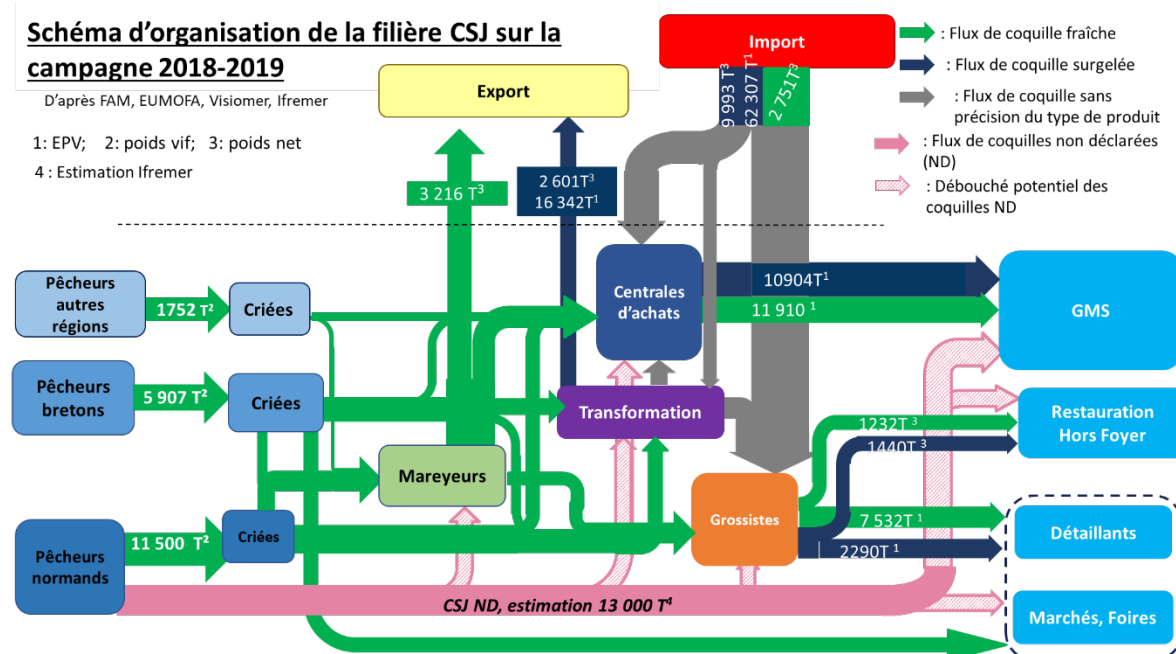 Schéma d'organisation de la filière CSJ sur la
campagne 2018-2019
D'après FAM, EUMOFA, Visiomer, Ifremer
1: EPV; 2: poids vif; 3: poids net
4 : Estimation Ifremer
Import
9 993 T³
62 307 T¹
2 751T³
Export
: Flux de coquille fraîche
: Flux de coquille surgelée
: Flux de coquille sans
précision du type de produit
: Flux de coquilles non déclarées
(ND)
: Débouché potentiel des
coquilles ND
3 216 T³
2 601T³
16 342T¹
Pêcheurs
autres
régions
1752 T²
Criées
Centrales
d'achats
10904T¹
11 910 ¹
GMS
Pêcheurs
bretons
5 907 T²
Criées
Transformation
1232 T³
1440T³
Restauration
Hors Foyer
Mareyeurs
Grossistes
7 532T ¹
2290T ¹
Détaillants
Pêcheurs
normands
11 500 T²
Criées
CSJ ND, estimation 13 000 T⁴
Marchés, Foires